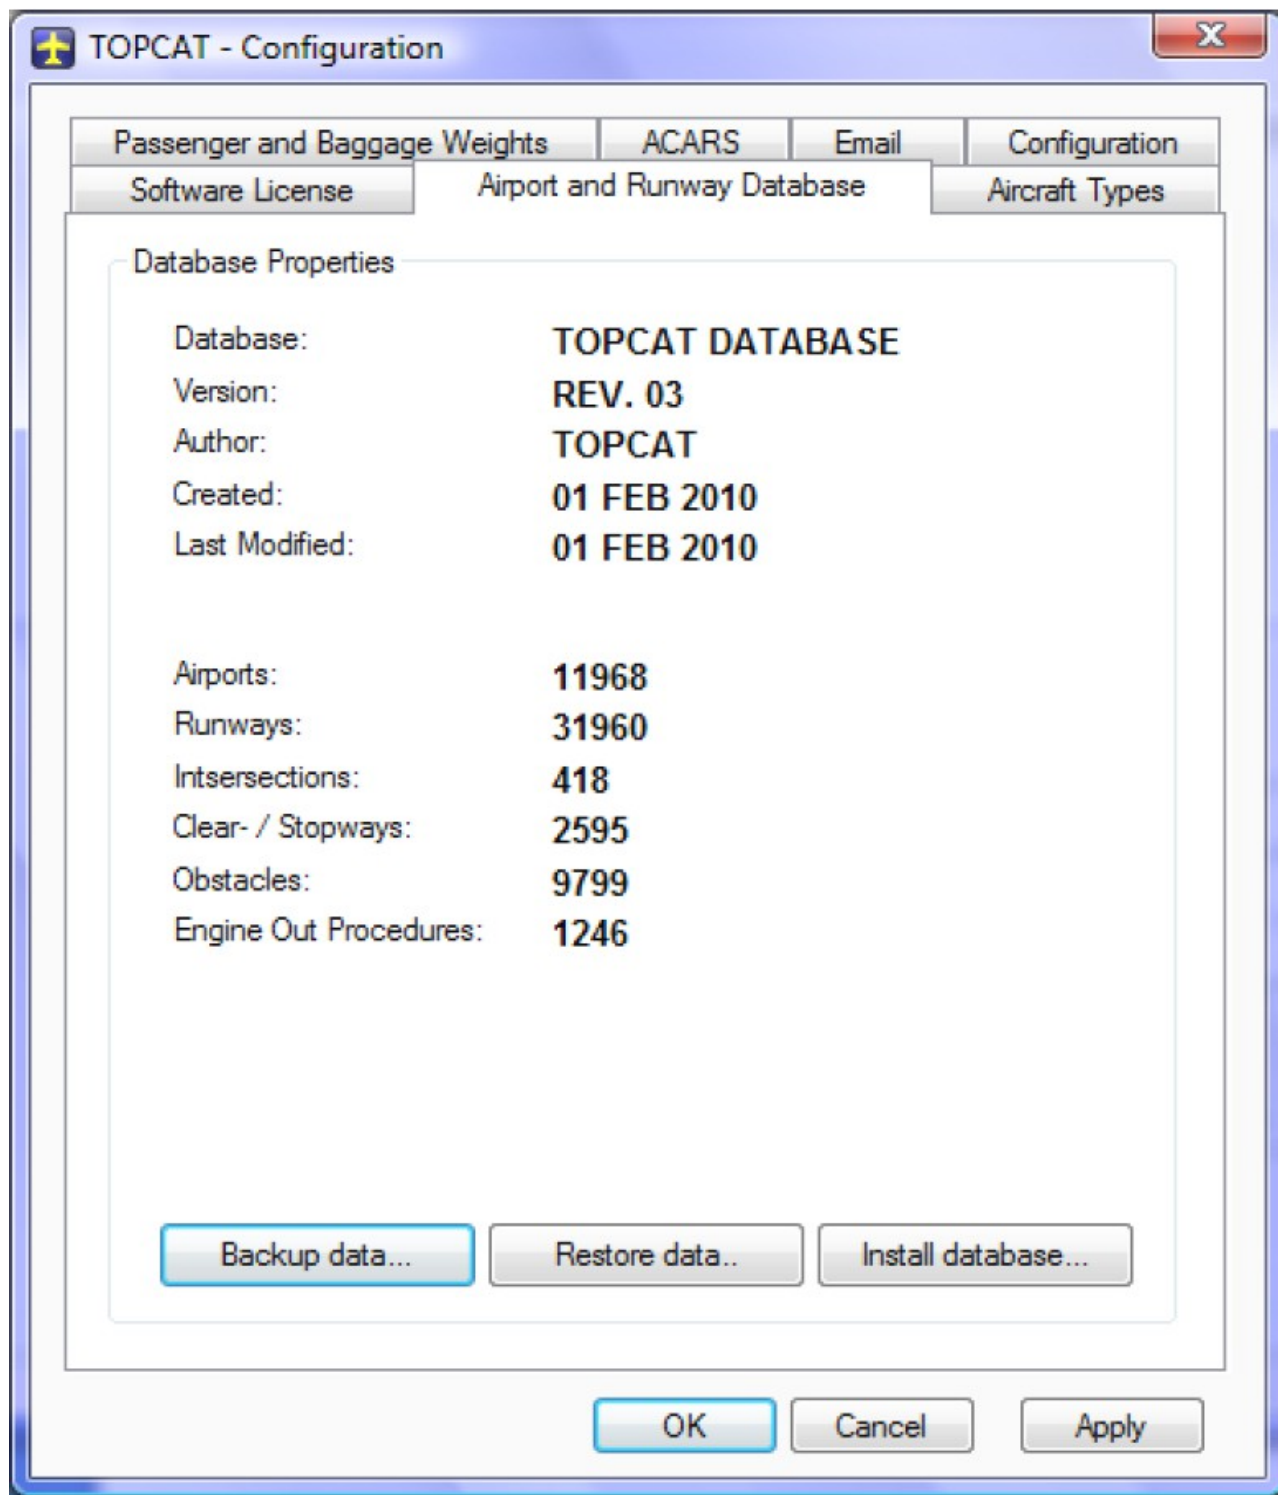 TOPCAT - Configuration
Passenger and Baggage Weights ACARS Email Configuration
Software License Airport and Runway Database Aircraft Types
Database Properties
Database: TOPCAT DATABASE
Version: REV. 03
Author: TOPCAT
Created: 01 FEB 2010
Last Modified: 01 FEB 2010
Airports: 11968
Runways: 31960
Intsersections: 418
Clear- / Stopways: 2595
Obstacles: 9799
Engine Out Procedures: 1246
Backup data... Restore data.. Install database...
OK Cancel Apply